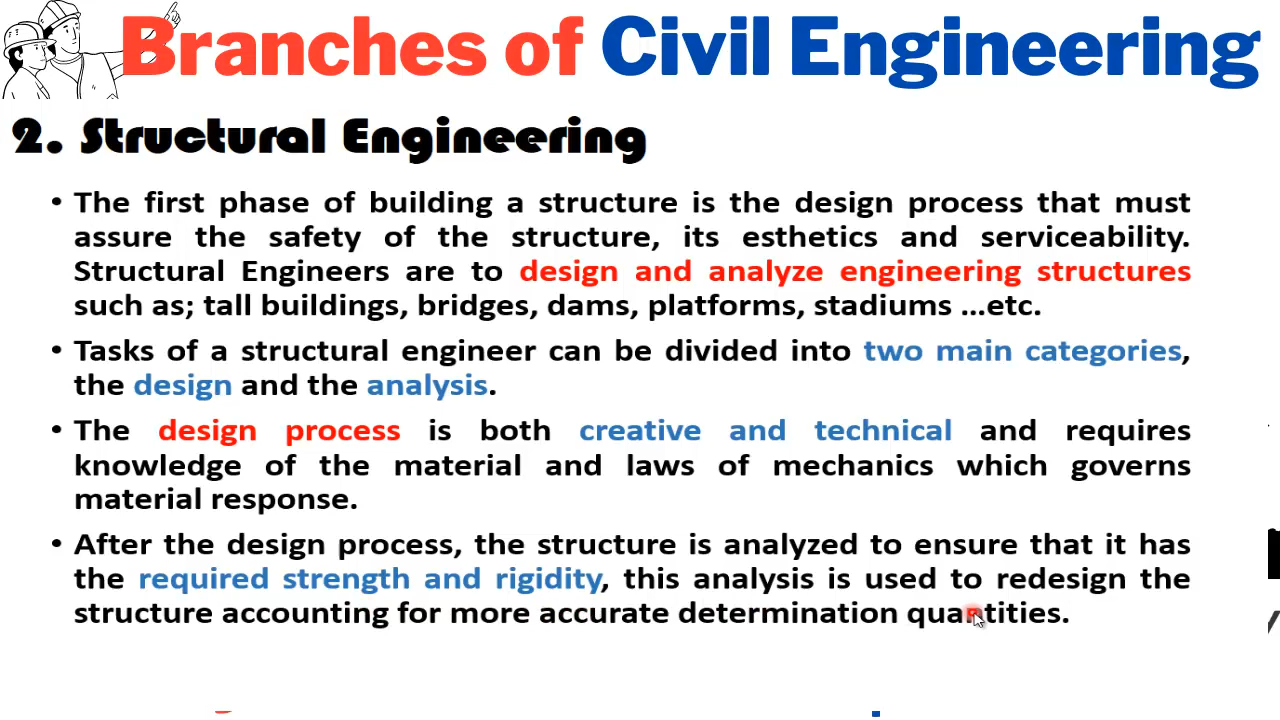 Branches of Civil Engineering
2. Structural Engineering
• The first phase of building a structure is the design process that must
assure the safety of the structure, its esthetics and serviceability.
Structural Engineers are to design and analyze engineering structures
such as; tall buildings, bridges, dams, platforms, stadiums ...etc.
• Tasks of a structural engineer can be divided into two main categories,
the design and the analysis.
• The design process is both creative and technical and requires
knowledge of the material and laws of mechanics which governs
material response.
• After the design process, the structure is analyzed to ensure that it has
the required strength and rigidity, this analysis is used to redesign the
structure accounting for more accurate determination quantities.